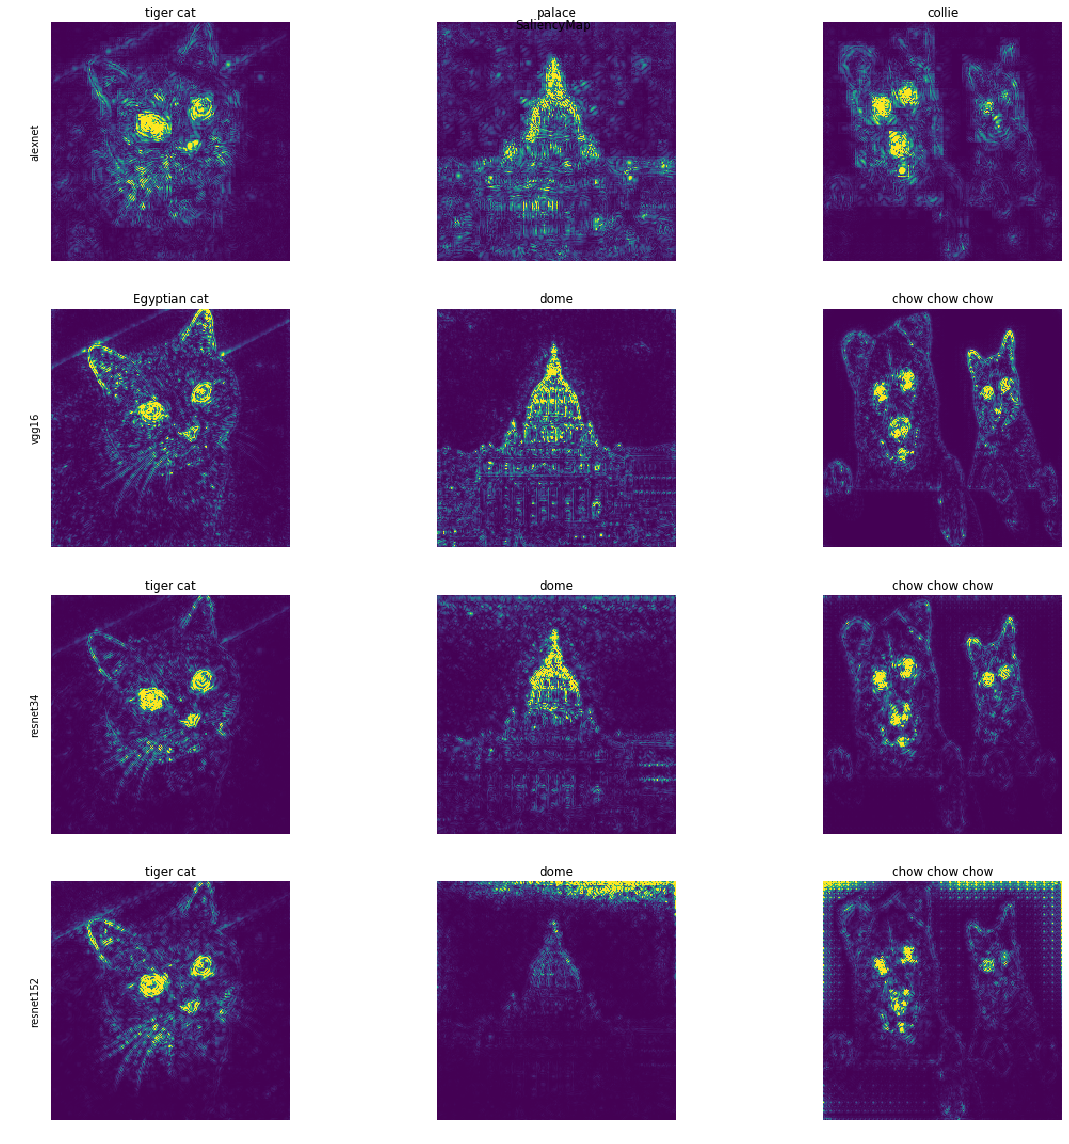 tiger cat
palace
SaliencyMap
collie
alexnet
Egyptian cat
dome
chow chow chow
vgg16
tiger cat
dome
chow chow chow
resnet34
tiger cat
dome
chow chow chow
resnet152